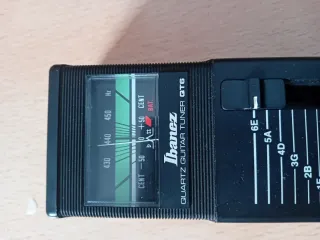 Ibanez
QUARTZ GUITAR TUNER GT6
Hz
430 440 450
CENT -50 0 +50 CENT
BAT.
6E
5A
4D
3G
2B
1E